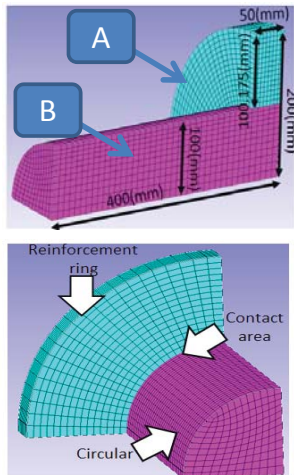 50(mm)
A
B
100.175(mm)
200(mm)
100(mm)
400(mm)
Reinforcement
ring
Contact
area
Circular